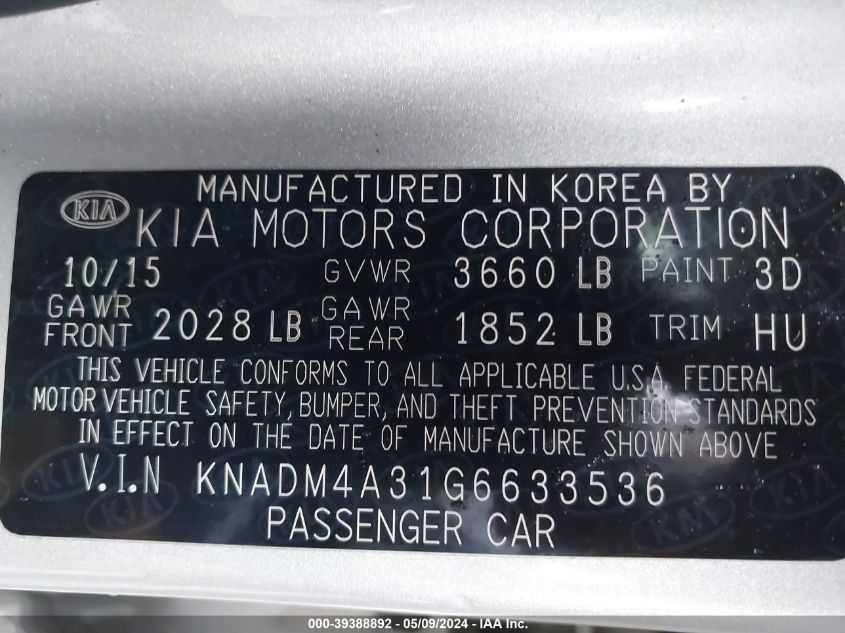 MANUFACTURED IN KOREA BY
KIA
KIA MOTORS CORPORATION
10/15 GVWR 3660 LB PAINT 3D
GAWR FRONT 2028 LB GAWR REAR 1852 LB TRIM HU
THIS VEHICLE CONFORMS TO ALL APPLICABLE U.S.A. FEDERAL
MOTOR VEHICLE SAFETY, BUMPER, AND THEFT PREVENTION STANDARDS
IN EFFECT ON THE DATE OF MANUFACTURE SHOWN ABOVE
V.I.N KNADM4A31G6633536
PASSENGER CAR
000-39388892 - 05/09/2024 - IAA Inc.